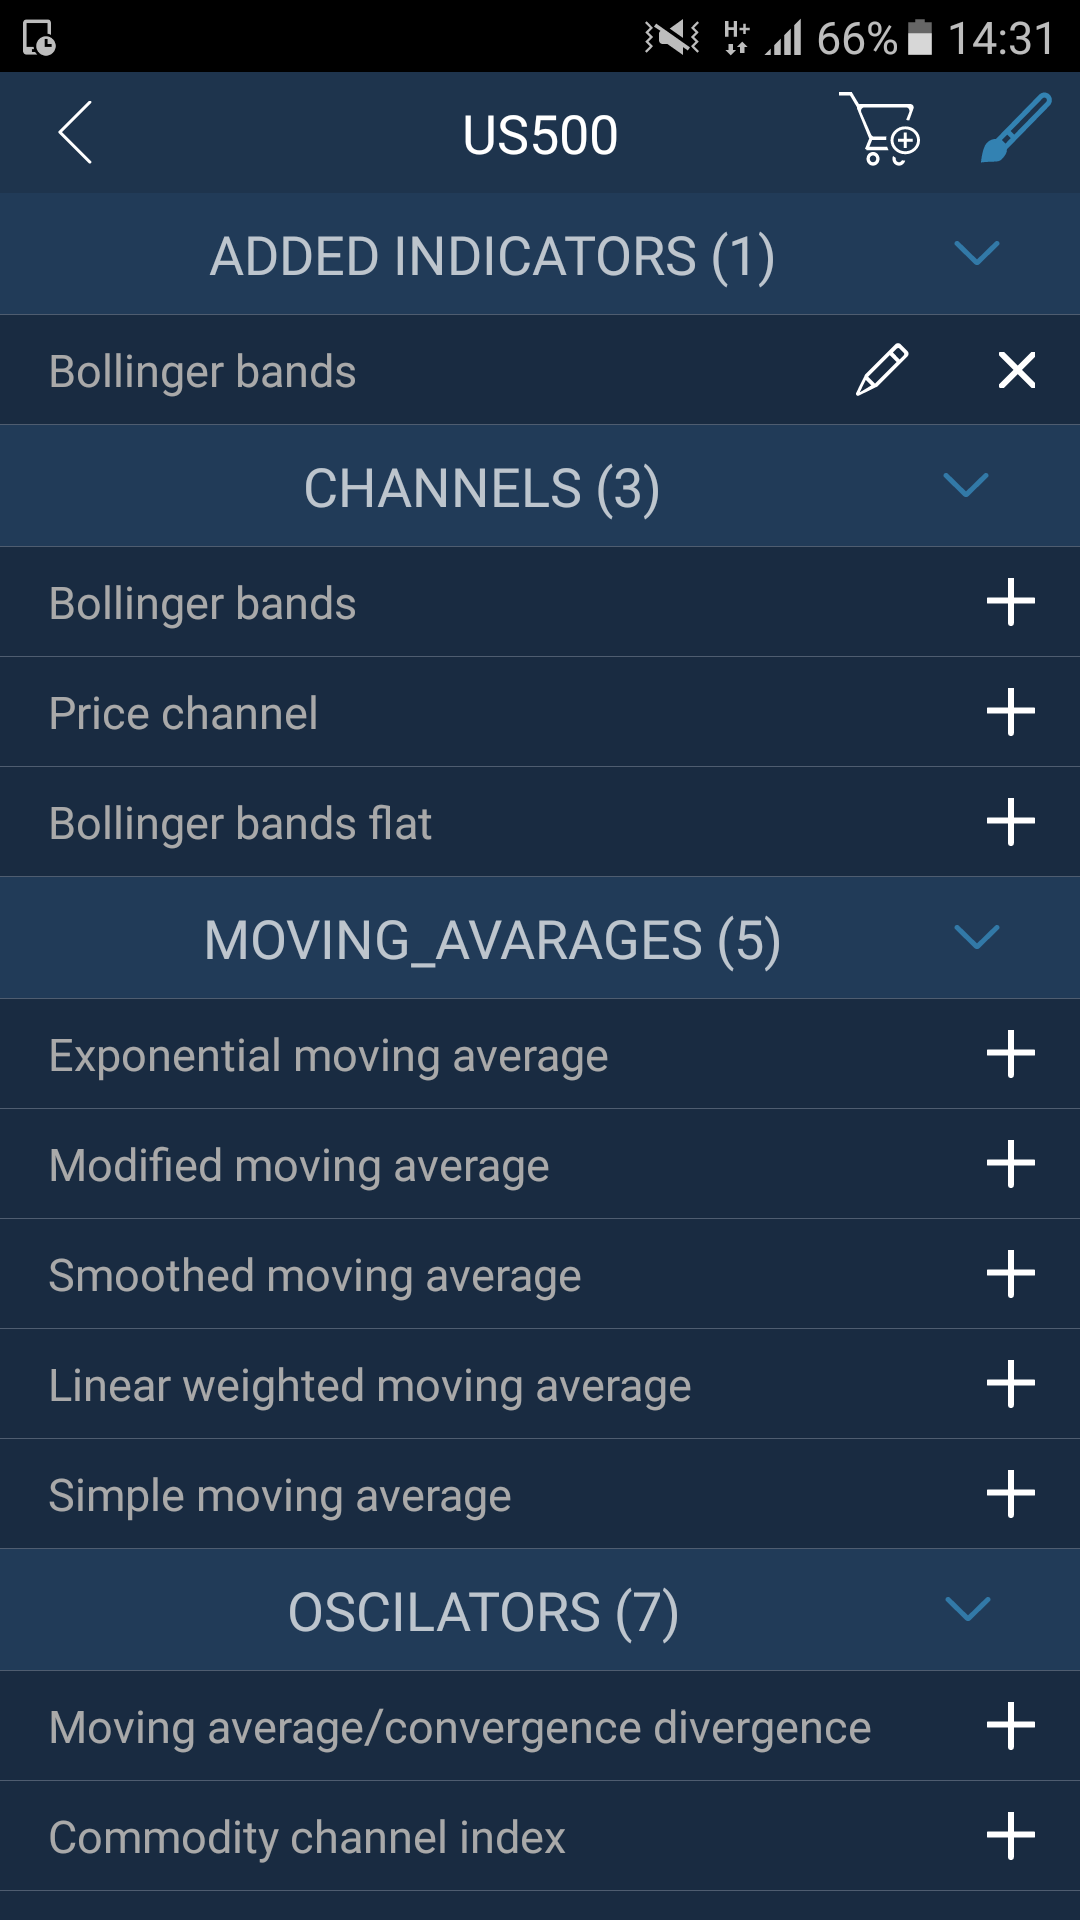 H+ 66% 14:31
US500
ADDED INDICATORS (1)
Bollinger bands
CHANNELS (3)
Bollinger bands
Price channel
Bollinger bands flat
MOVING_AVARAGES (5)
Exponential moving average
Modified moving average
Smoothed moving average
Linear weighted moving average
Simple moving average
OSCILATORS (7)
Moving average/convergence divergence
Commodity channel index